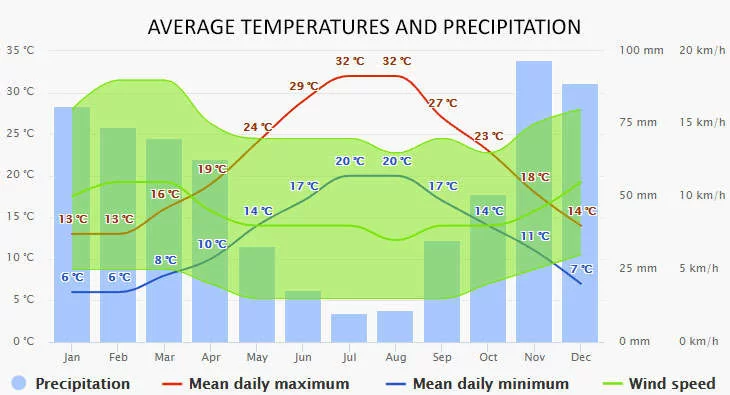 AVERAGE TEMPERATURES AND PRECIPITATION
35 °C 100 mm 20 km/h
32 °C 32 °C
30 °C
29 °C
27 °C
25 °C 24 °C 75 mm 15 km/h
23 °C
20 °C 19 °C 20 °C 20 °C
18 °C
16 °C 17 °C 17 °C 50 mm 10 km/h
15 °C 13 °C 13 °C 14 °C 14 °C 14 °C
10 °C 10 °C 11 °C
8 °C 25 mm 5 km/h
6 °C 6 °C 7 °C
5 °C
0 °C 0 mm 0 km/h
Jan Feb Mar Apr May Jun Jul Aug Sep Oct Nov Dec
Precipitation Mean daily maximum Mean daily minimum Wind speed